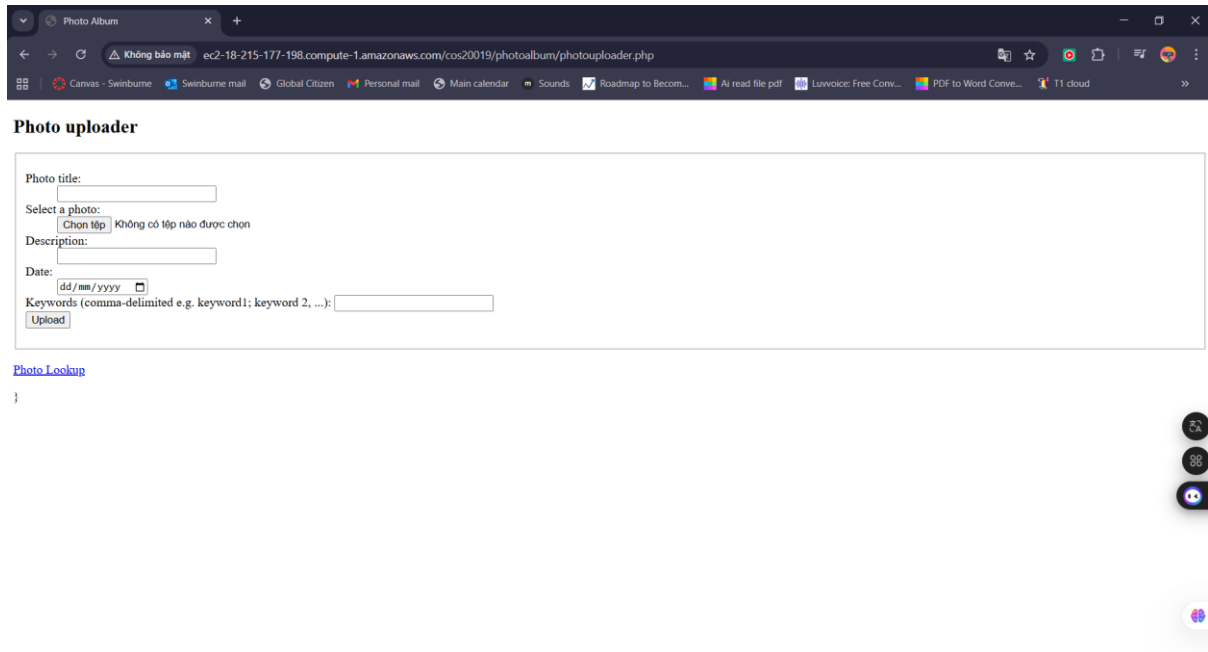 Photo Album
Không bảo mật ec2-18-215-177-198.compute-1.amazonaws.com/cos20019/photoalbum/photouploader.php
Canvas - Swinburne Swinburne mail Global Citizen Personal mail Main calendar Sounds Roadmap to Becom... Ai read file pdf Luvvoice: Free Conv... PDF to Word Conve... T1 cloud
Photo uploader
Photo title:
Select a photo:
Chọn tệp Không có tệp nào được chọn
Description:
Date:
dd/mm/yyyy
Keywords (comma-delimited e.g. keyword1; keyword 2, ...):
Upload
Photo Lookup
}